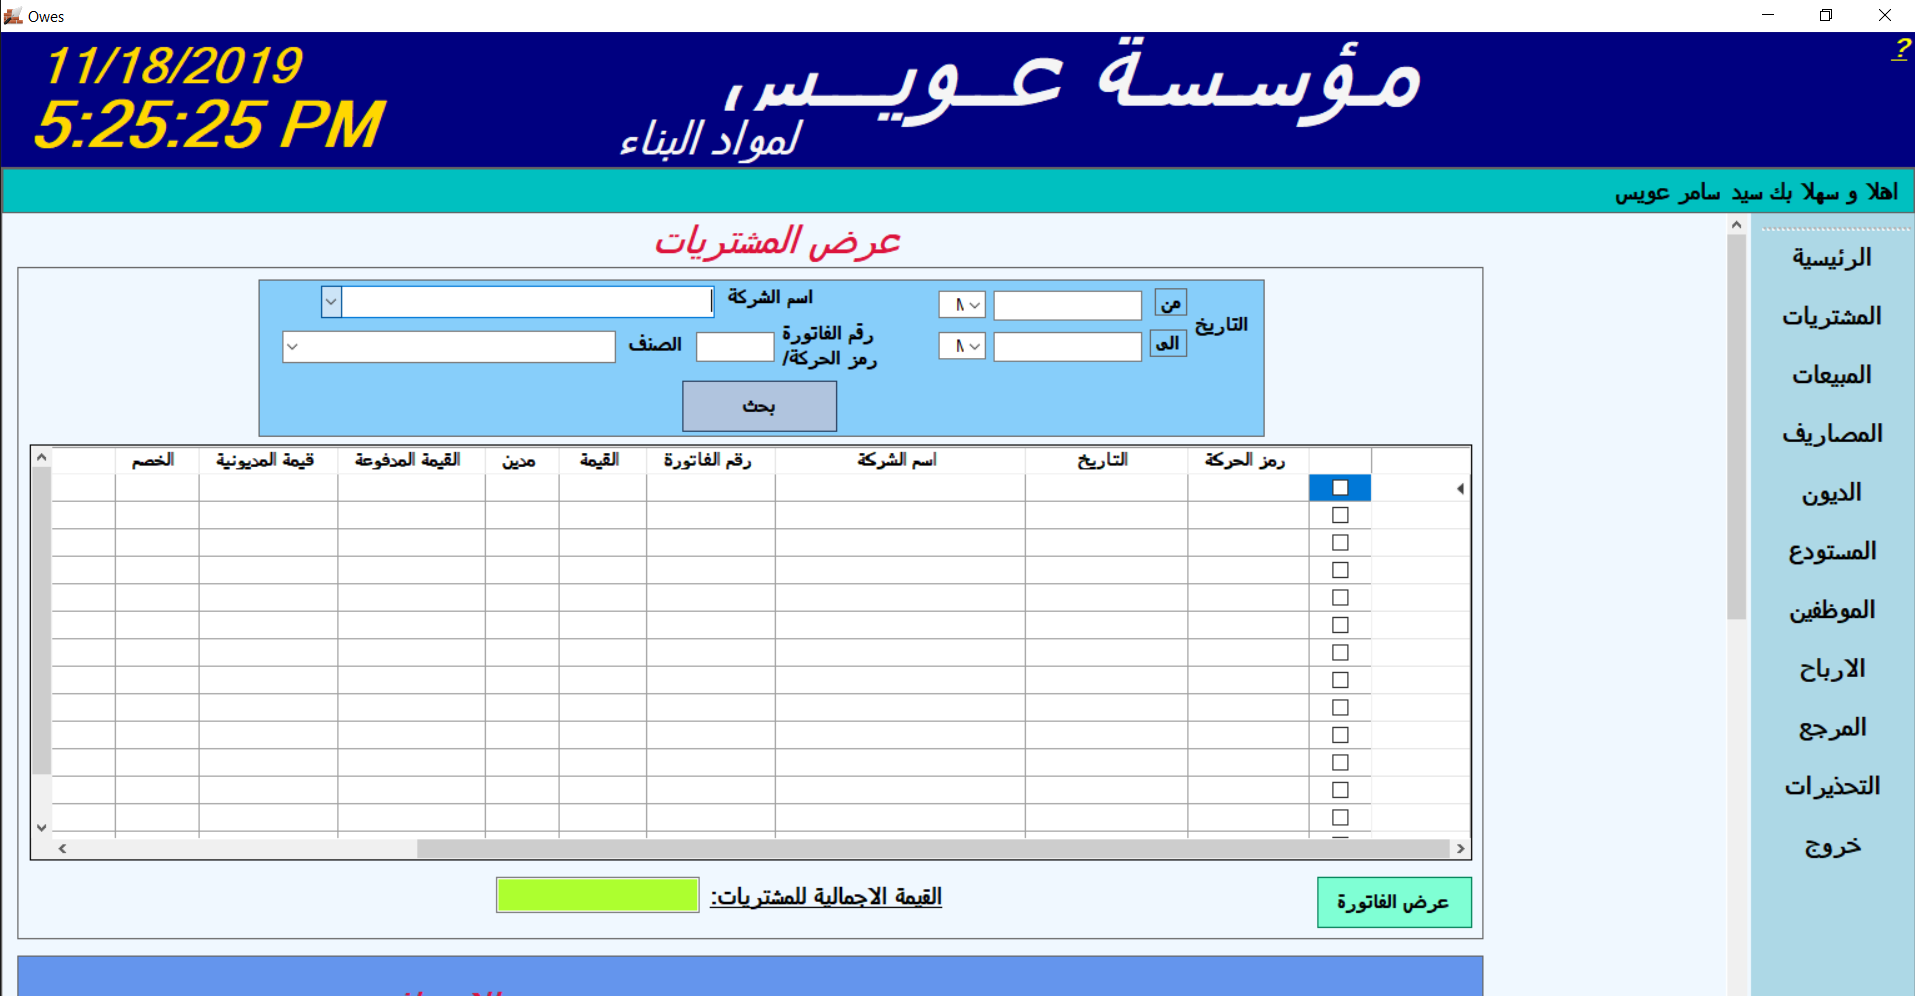 Owes
11/18/2019
5:25:25 PM
مؤسسة عويس
لمواد البناء
?
اهلا و سهلا بك سيد سامر عويس
الرئيسية
المشتريات
المبيعات
المصاريف
الديون
المستودع
الموظفين
الارباح
المرجع
التحذيرات
خروج
عرض المشتريات
التاريخ
من
الى
اسم الشركة
رقم الفاتورة
/رمز الحركة
الصنف
بحث
رمز الحركة التاريخ اسم الشركة رقم الفاتورة القيمة مدين القيمة المدفوعة قيمة المديونية الخصم
عرض الفاتورة
القيمة الاجمالية للمشتريات: